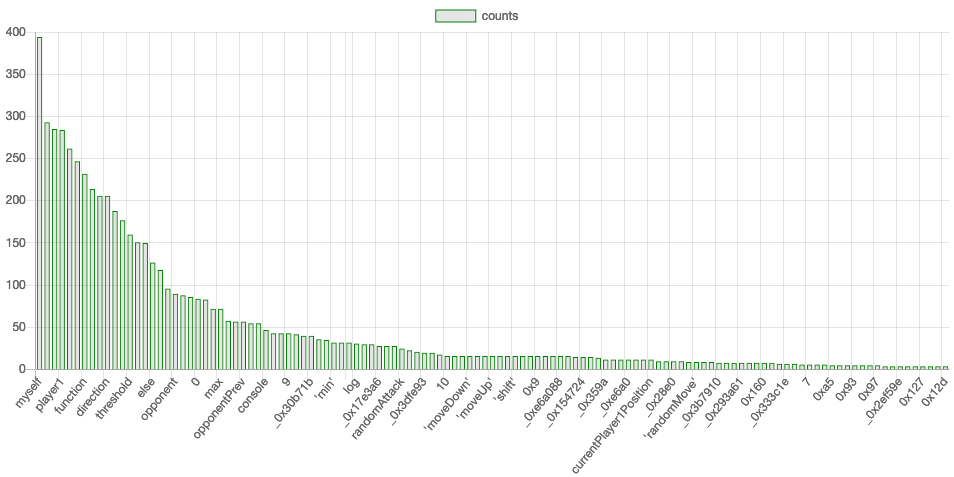 counts
400
350
300
250
200
150
100
50
0
myself
player1
function
direction
threshold
else
opponent
0
max
opponentPrev
console
9
_0x30b71b
'min'
log
_0x17e3a6
randomAttack
_0x3dfe93
10
'moveDown'
'moveUp'
'shift'
0x9
_0xe6a088
_0x154724
_0x359a
_0xe6a0
currentPlayer1Position
_0x28e0
'randomMove'
_0x3b7910
_0x293a61
0x160
_0x333c1e
7
0xa5
0x93
0x97
_0x2ef59e
0x127
0x12d